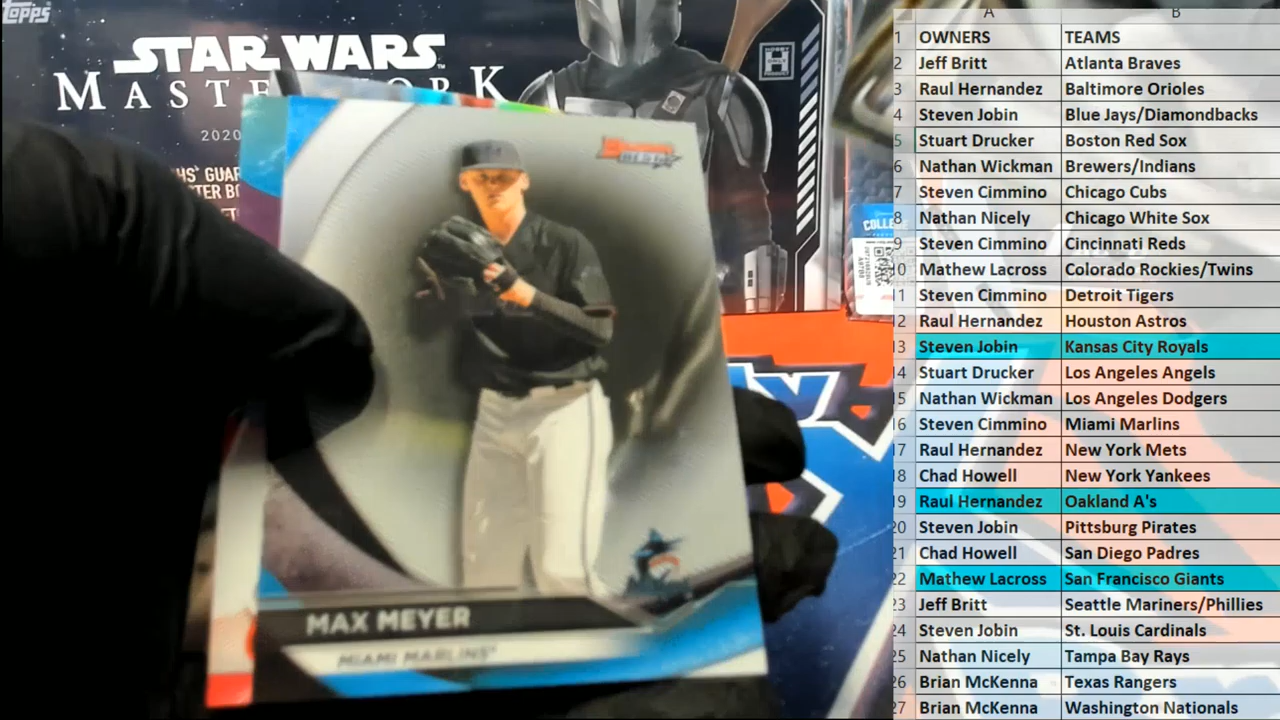 topps
STAR WARS
MASTERWORK
2020
HS' GUAR
TER BO
HOBBY
COLLE
BEST
MAX MEYER
MIAMI MARLINS
A B
1 OWNERS TEAMS
2 Jeff Britt Atlanta Braves
3 Raul Hernandez Baltimore Orioles
4 Steven Jobin Blue Jays/Diamondbacks
5 Stuart Drucker Boston Red Sox
6 Nathan Wickman Brewers/Indians
7 Steven Cimmino Chicago Cubs
8 Nathan Nicely Chicago White Sox
9 Steven Cimmino Cincinnati Reds
10 Mathew Lacross Colorado Rockies/Twins
11 Steven Cimmino Detroit Tigers
12 Raul Hernandez Houston Astros
13 Steven Jobin Kansas City Royals
14 Stuart Drucker Los Angeles Angels
15 Nathan Wickman Los Angeles Dodgers
16 Steven Cimmino Miami Marlins
17 Raul Hernandez New York Mets
18 Chad Howell New York Yankees
19 Raul Hernandez Oakland A's
20 Steven Jobin Pittsburg Pirates
21 Chad Howell San Diego Padres
22 Mathew Lacross San Francisco Giants
23 Jeff Britt Seattle Mariners/Phillies
24 Steven Jobin St. Louis Cardinals
25 Nathan Nicely Tampa Bay Rays
26 Brian McKenna Texas Rangers
27 Brian McKenna Washington Nationals